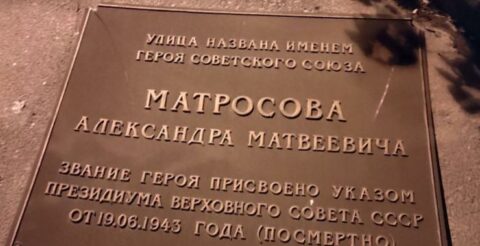 УЛИЦА НАЗВАНА ИМЕНЕМ
ГЕРОЯ СОВЕТСКОГО СОЮЗА
МАТРОСОВА
АЛЕКСАНДРА МАТВЕЕВИЧА
ЗВАНИЕ ГЕРОЯ ПРИСВОЕНО УКАЗОМ
ПРЕЗИДИУМА ВЕРХОВНОГО СОВЕТА СССР
ОТ 19.06.1943 ГОДА (ПОСМЕРТНО)